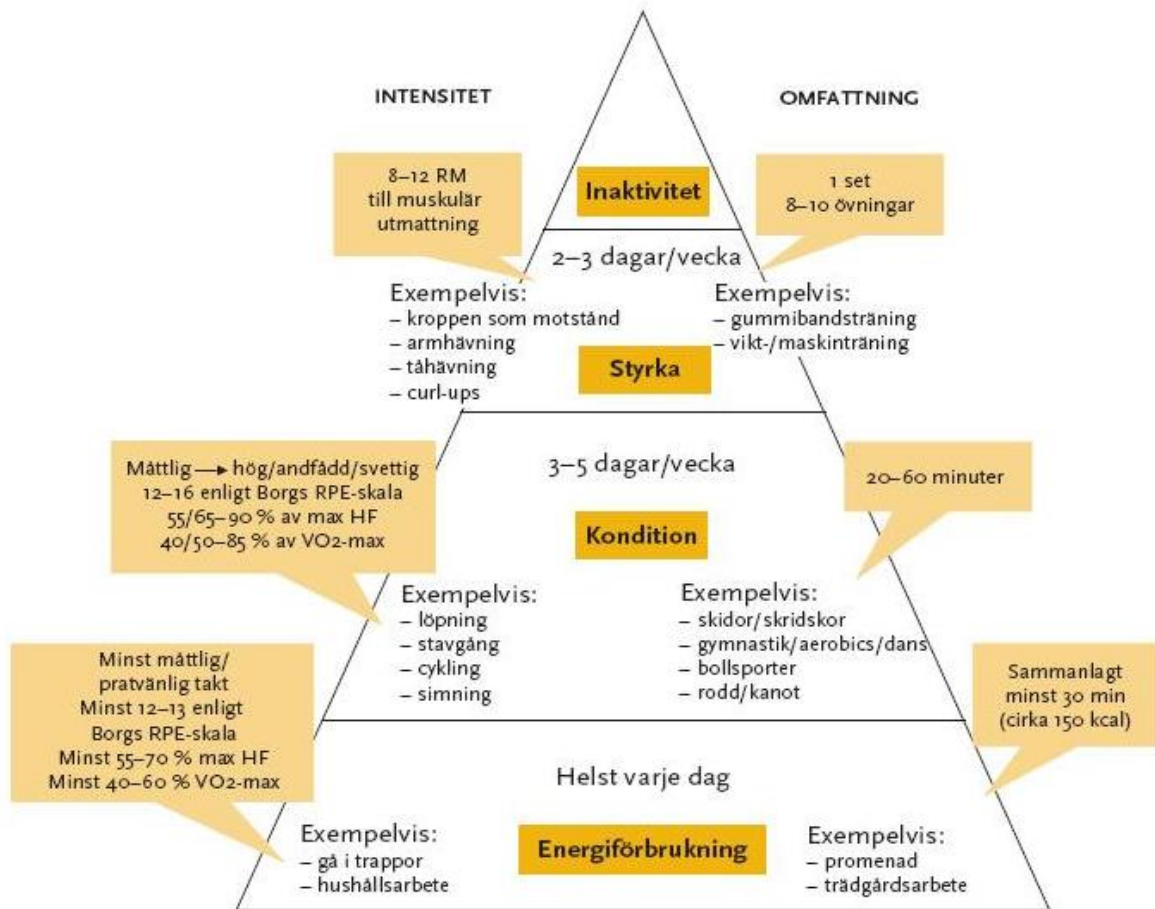 INTENSITET
OMFATTNING
8–12 RM
till muskulär
utmattning
Inaktivitet
1 set
8–10 övningar
2–3 dagar/vecka
Exempelvis:
– kroppen som motstånd
– armhävning
– tåhävning
– curl-ups
Exempelvis:
– gummibandsträning
– vikt-/maskinträning
Styrka
Måttlig → hög/andfådd/svettig
12–16 enligt Borgs RPE-skala
55/65–90 % av max HF
40/50–85 % av VO2-max
3–5 dagar/vecka
20–60 minuter
Kondition
Exempelvis:
– löpning
– stavgång
– cykling
– simning
Exempelvis:
– skidor/skridskor
– gymnastik/aerobics/dans
– bollsporter
– rodd/kanot
Minst måttlig/
pratvänlig takt
Minst 12–13 enligt
Borgs RPE-skala
Minst 55–70 % max HF
Minst 40–60 % VO2-max
Sammanlagt
minst 30 min
(cirka 150 kcal)
Helst varje dag
Exempelvis:
– gå i trappor
– hushållsarbete
Energiförbrukning
Exempelvis:
– promenad
– trädgårdsarbete